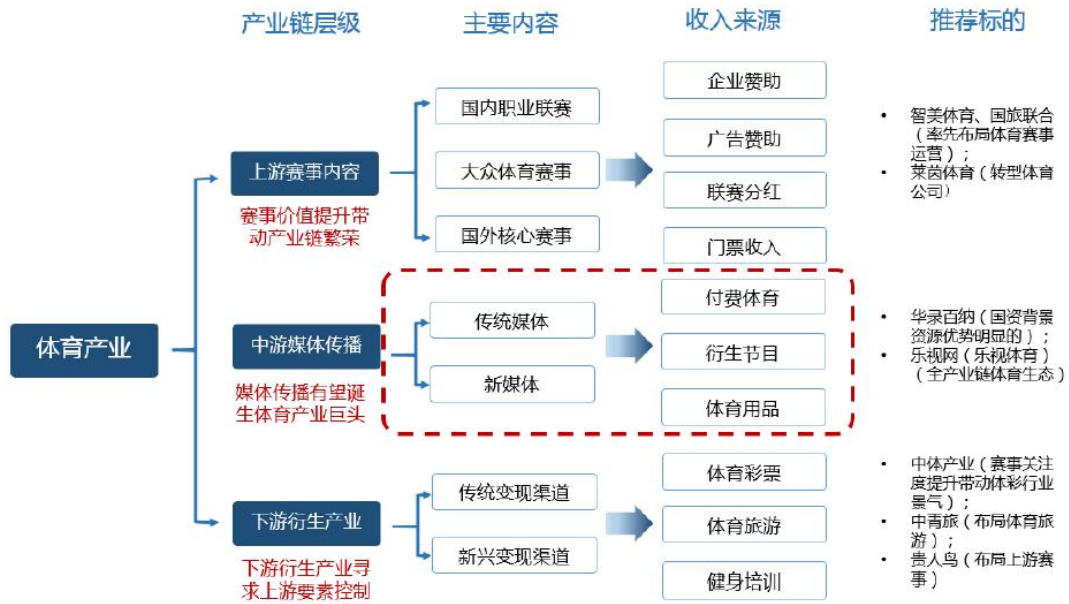 产业链层级
主要内容
收入来源
推荐标的
体育产业
上游赛事内容
赛事价值提升带
动产业链繁荣
国内职业联赛
大众体育赛事
国外核心赛事
企业赞助
广告赞助
联赛分红
门票收入
• 智美体育、国旅联合
（率先布局体育赛事
运营）；
• 莱茵体育（转型体育
公司）
中游媒体传播
媒体传播有望诞
生体育产业巨头
传统媒体
新媒体
付费体育
衍生节目
体育用品
• 华录百纳（国资背景
资源优势明显的）；
• 乐视网（乐视体育）
（全产业链体育生态）
下游衍生产业
下游衍生产业寻
求上游要素控制
传统变现渠道
新兴变现渠道
体育彩票
体育旅游
健身培训
• 中体产业（赛事关注
度提升带动体彩行业
景气）；
• 中青旅（布局体育旅
游）；
• 贵人鸟（布局上游赛
事）